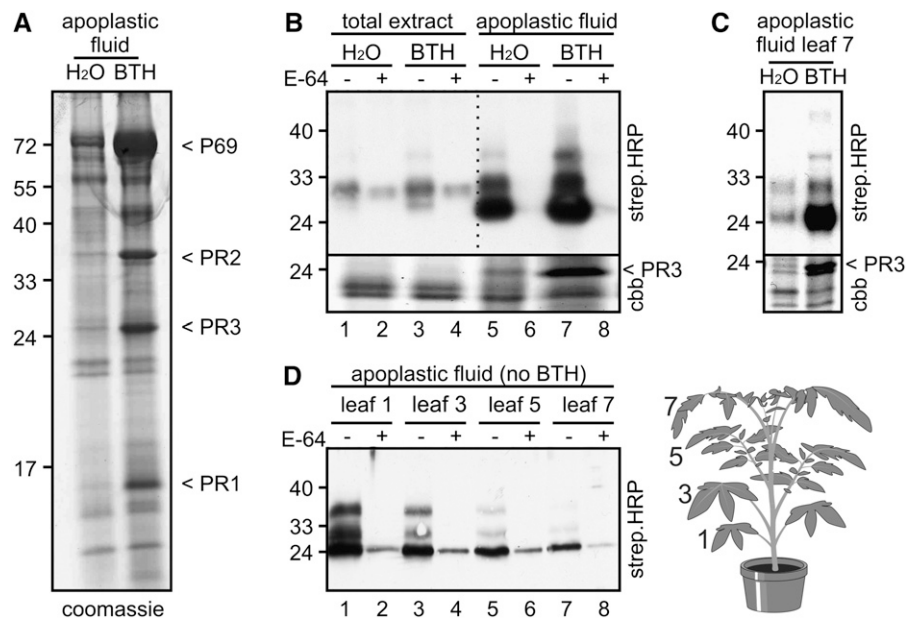 A
apoplastic
fluid
H2O BTH
72
55
40
33
24
17
< P69
< PR2
< PR3
< PR1
coomassie
B
total extract apoplastic fluid
H2O BTH H2O BTH
E-64 - + - + - + - +
40
33
24
strep.HRP
24
< PR3
cbb
1 2 3 4 5 6 7 8
C
apoplastic
fluid leaf 7
H2O BTH
40
33
24
strep.HRP
24
< PR3
cbb
D
apoplastic fluid (no BTH)
leaf 1 leaf 3 leaf 5 leaf 7
E-64 - + - + - + - +
40
33
24
strep.HRP
1 2 3 4 5 6 7 8
7
5
3
1